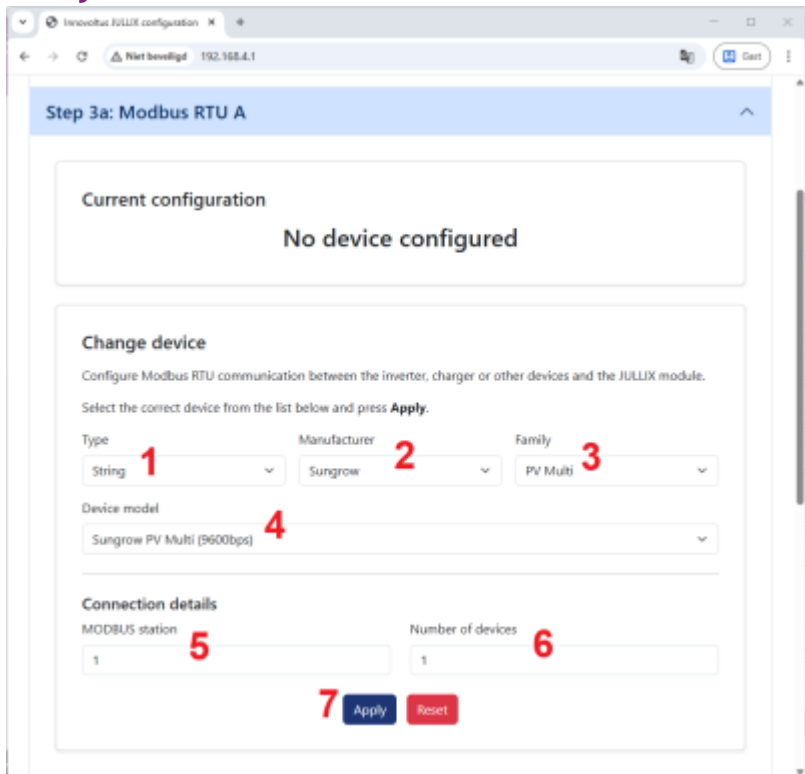 Innovoltus JULLIX configuration
Niet beveiligd 192.168.4.1
Gast
Step 3a: Modbus RTU A
Current configuration
No device configured
Change device
Configure Modbus RTU communication between the inverter, charger or other devices and the JULLIX module.
Select the correct device from the list below and press Apply.
Type Manufacturer Family
1 2 3
String Sungrow PV Multi
Device model
4
Sungrow PV Multi (9600bps)
Connection details
MODBUS station Number of devices
5 6
1 1
7 Apply Reset